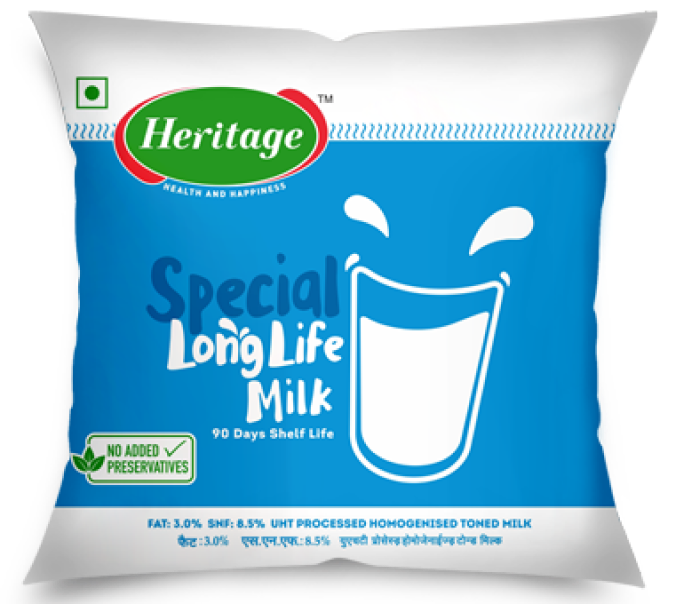 Heritage
TM
HEALTH AND HAPPINESS
Special
Long Life
Milk
90 Days Shelf Life
NO ADDED
PRESERVATIVES
FAT: 3.0% SNF: 8.5% UHT PROCESSED HOMOGENISED TONED MILK
फैट :3.0% एस.एन.एफ.: 8.5% यूएचटी प्रोसेस्ड होमोजेनाईज्ड टोन्ड मिल्क